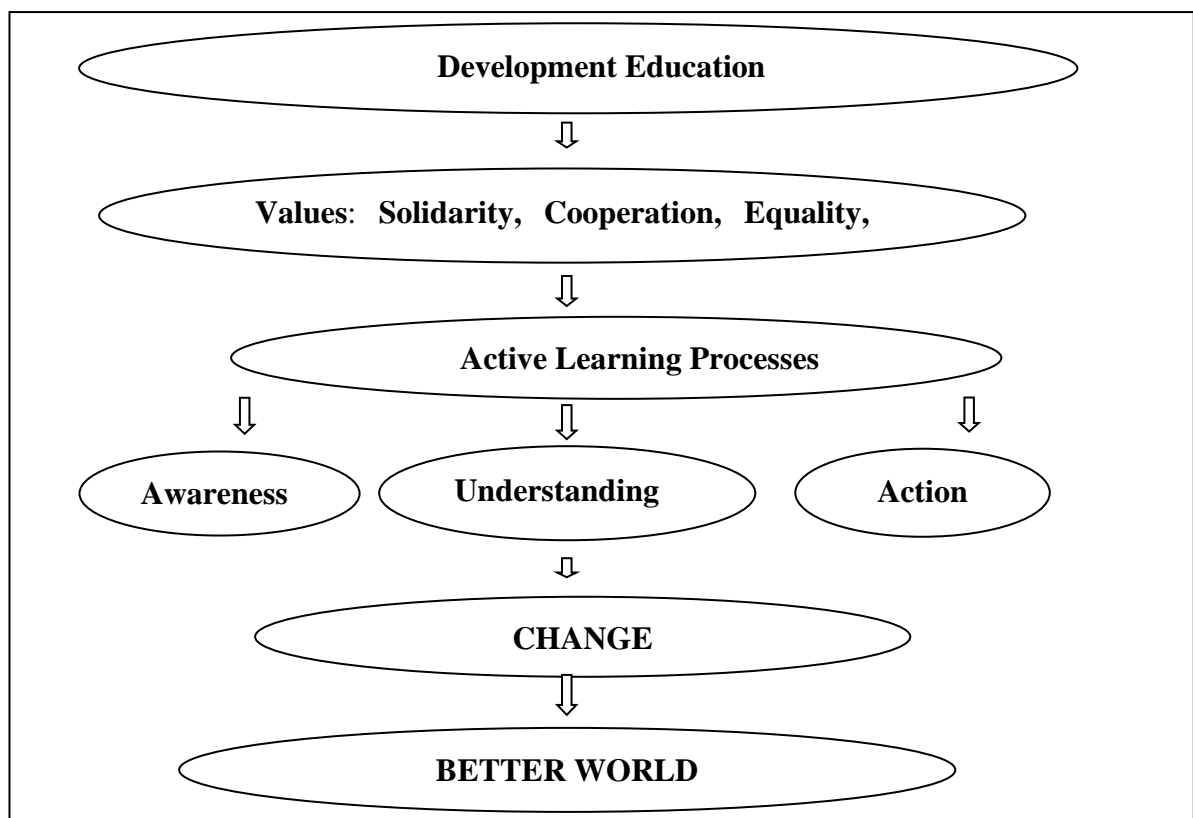 Development Education
Values: Solidarity, Cooperation, Equality,
Active Learning Processes
Awareness
Understanding
Action
CHANGE
BETTER WORLD